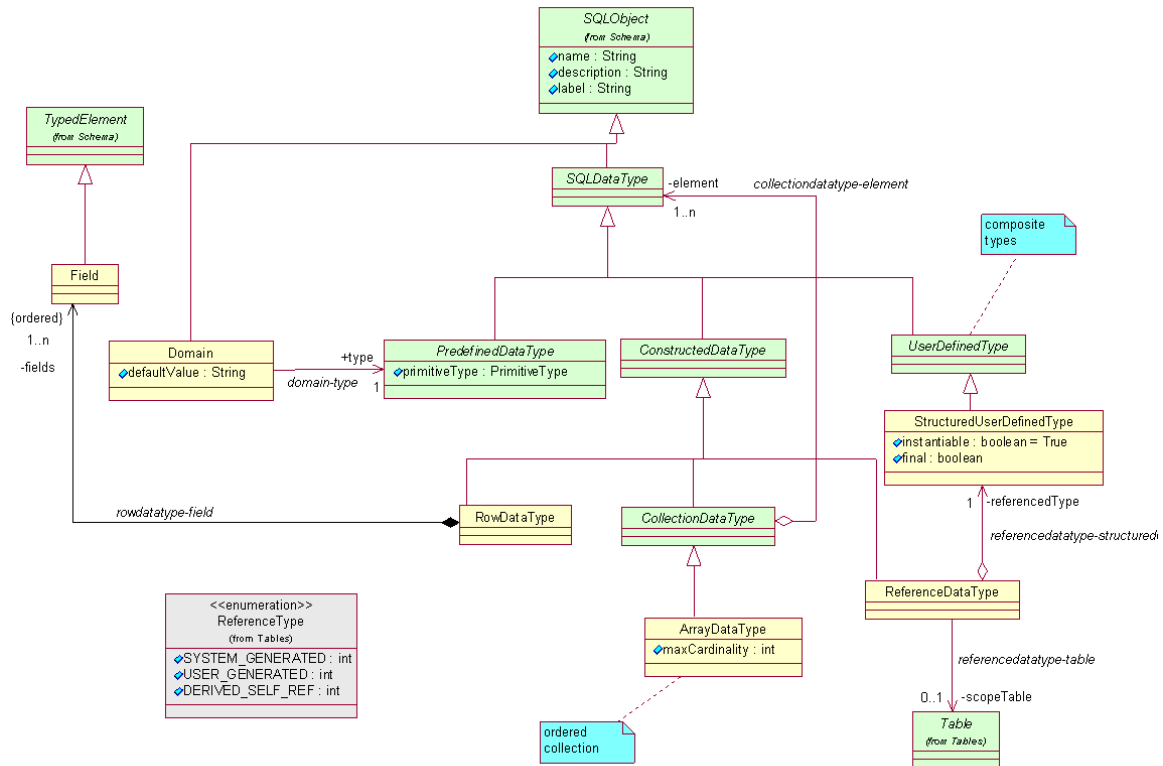 SQLObject
(from Schema)
name : String
description : String
label : String
TypedElement
(from Schema)
SQLDataType
-element
collectiondatatype-element
1..n
composite
types
Field
{ordered}
1..n
-fields
Domain
defaultValue : String
+type
domain-type
1
PredefinedDataType
primitiveType : PrimitiveType
ConstructedDataType
UserDefinedType
StructuredUserDefinedType
instantiable : boolean = True
final : boolean
1
-referencedType
referencedatatype-structured
rowdatatype-field
RowDataType
CollectionDataType
ReferenceDataType
<<enumeration>>
ReferenceType
(from Tables)
SYSTEM_GENERATED : int
USER_GENERATED : int
DERIVED_SELF_REF : int
ArrayDataType
maxCardinality : int
referencedatatype-table
0..1
-scopeTable
ordered
collection
Table
(from Tables)